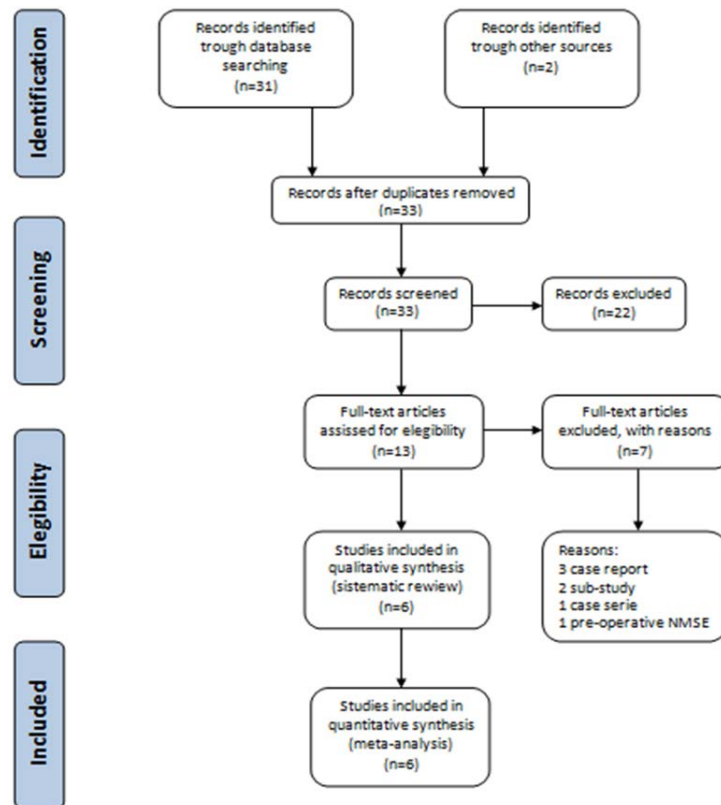 Identification
Records identified
trough database
searching
(n=31)
Records identified
trough other sources
(n=2)
Records after duplicates removed
(n=33)
Screening
Records screened
(n=33)
Records excluded
(n=22)
Elegibility
Full-text articles
assissed for elegibility
(n=13)
Full-text articles
excluded, with reasons
(n=7)
Studies included in
qualitative synthesis
(sistematic rewiew)
(n=6)
Reasons:
3 case report
2 sub-study
1 case serie
1 pre-operative NMSE
Included
Studies included in
quantitative synthesis
(meta-analysis)
(n=6)